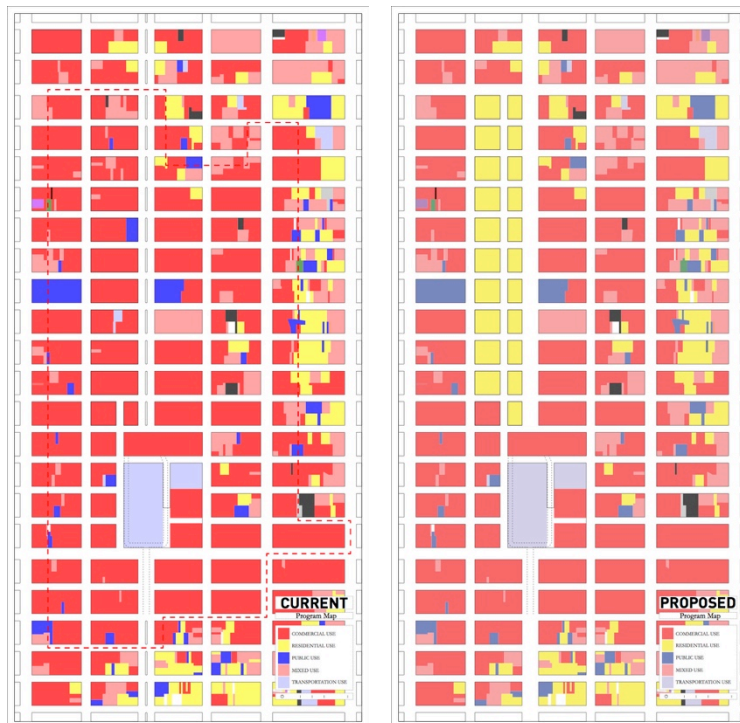 CURRENT
Program Map
COMMERCIAL USE
RESIDENTIAL USE
PUBLIC USE
MIXED USE
TRANSPORTATION USE
PROPOSED
Program Map
COMMERCIAL USE
RESIDENTIAL USE
PUBLIC USE
MIXED USE
TRANSPORTATION USE